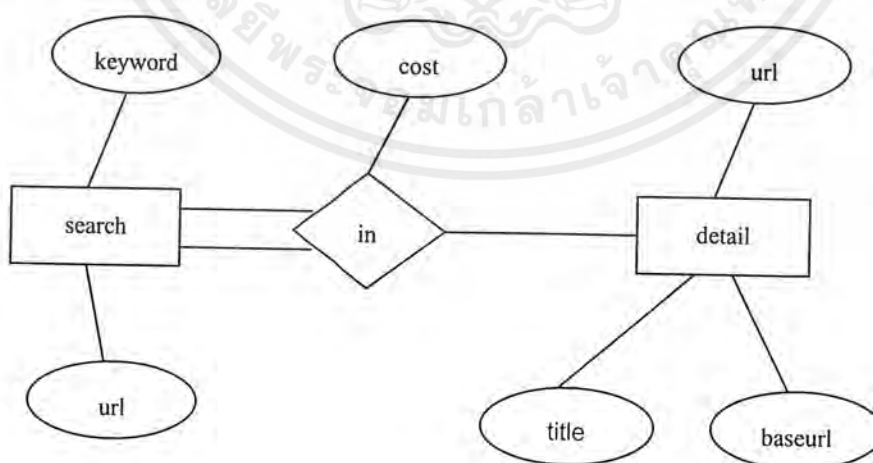 keyword
cost
url
search
in
detail
url
title
baseurl